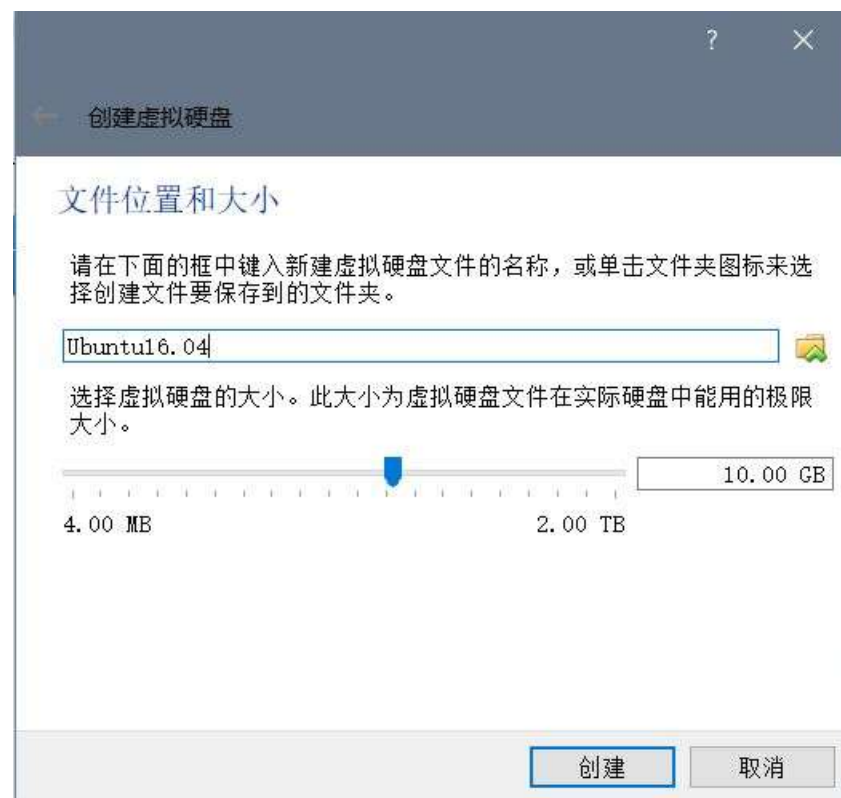 ?
创建虚拟硬盘
文件位置和大小
请在下面的框中键入新建虚拟硬盘文件的名称，或单击文件夹图标来选
择创建文件要保存到的文件夹。
Ubuntu16.04
选择虚拟硬盘的大小。此大小为虚拟硬盘文件在实际硬盘中能用的极限
大小。
10.00 GB
4.00 MB
2.00 TB
创建
取消